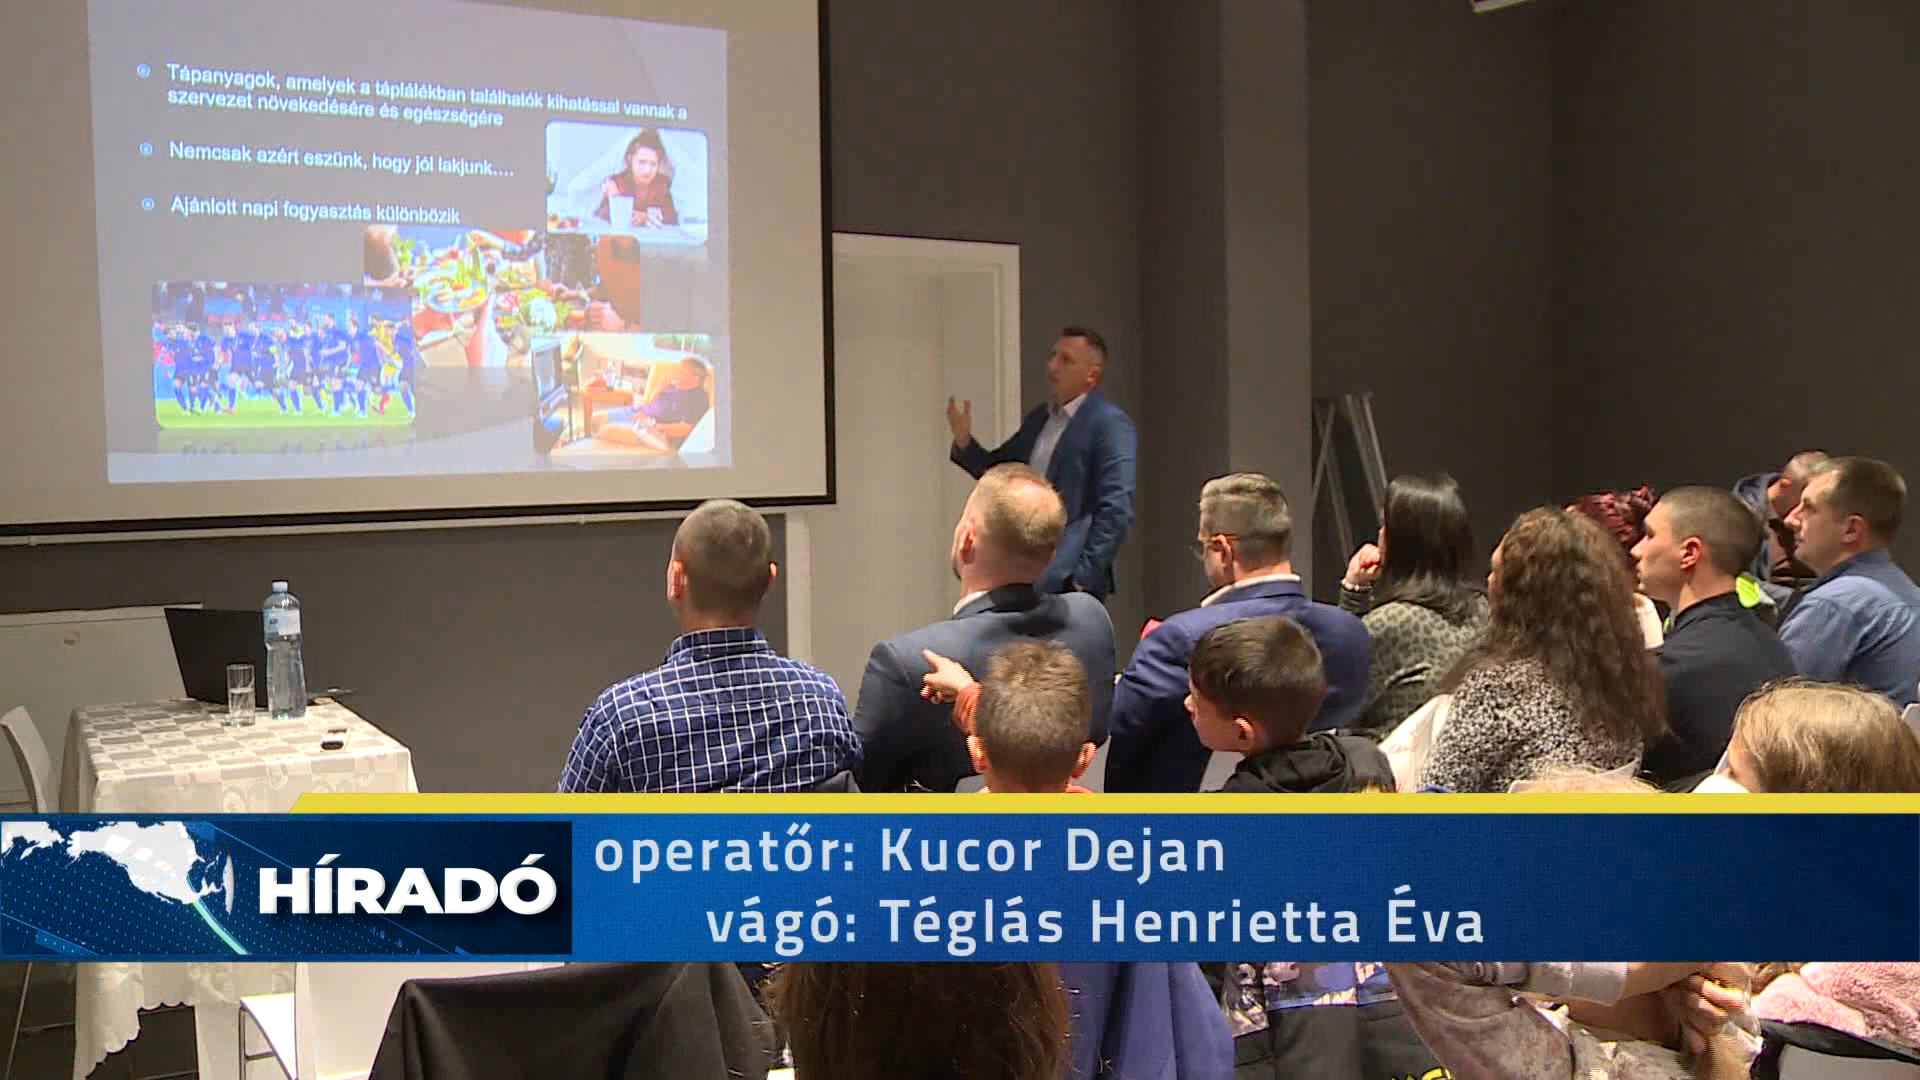 Tápanyagok, amelyek a táplálékban találhatók kihatással vannak a
szervezet növekedésére és egészségére
Nemcsak azért eszünk, hogy jól lakjunk....
Ajánlott napi fogyasztás különbözik
HÍRADÓ
operatőr: Kucor Dejan
vágó: Téglás Henrietta Éva